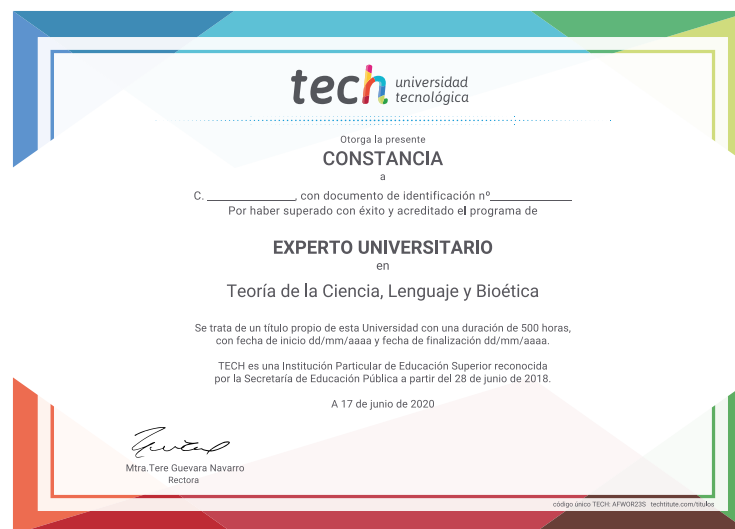 tech universidad
tecnológica
Otorga la presente
CONSTANCIA
a
C. ______________, con documento de identificación nº______________
Por haber superado con éxito y acreditado el programa de
EXPERTO UNIVERSITARIO
en
Teoría de la Ciencia, Lenguaje y Bioética
Se trata de un título propio de esta Universidad con una duración de 500 horas,
con fecha de inicio dd/mm/aaaa y fecha de finalización dd/mm/aaaa.
TECH es una Institución Particular de Educación Superior reconocida
por la Secretaría de Educación Pública a partir del 28 de junio de 2018.
A 17 de junio de 2020
Mtra.Tere Guevara Navarro
Rectora
código único TECH: AFWOR23S techtitute.com/titulos